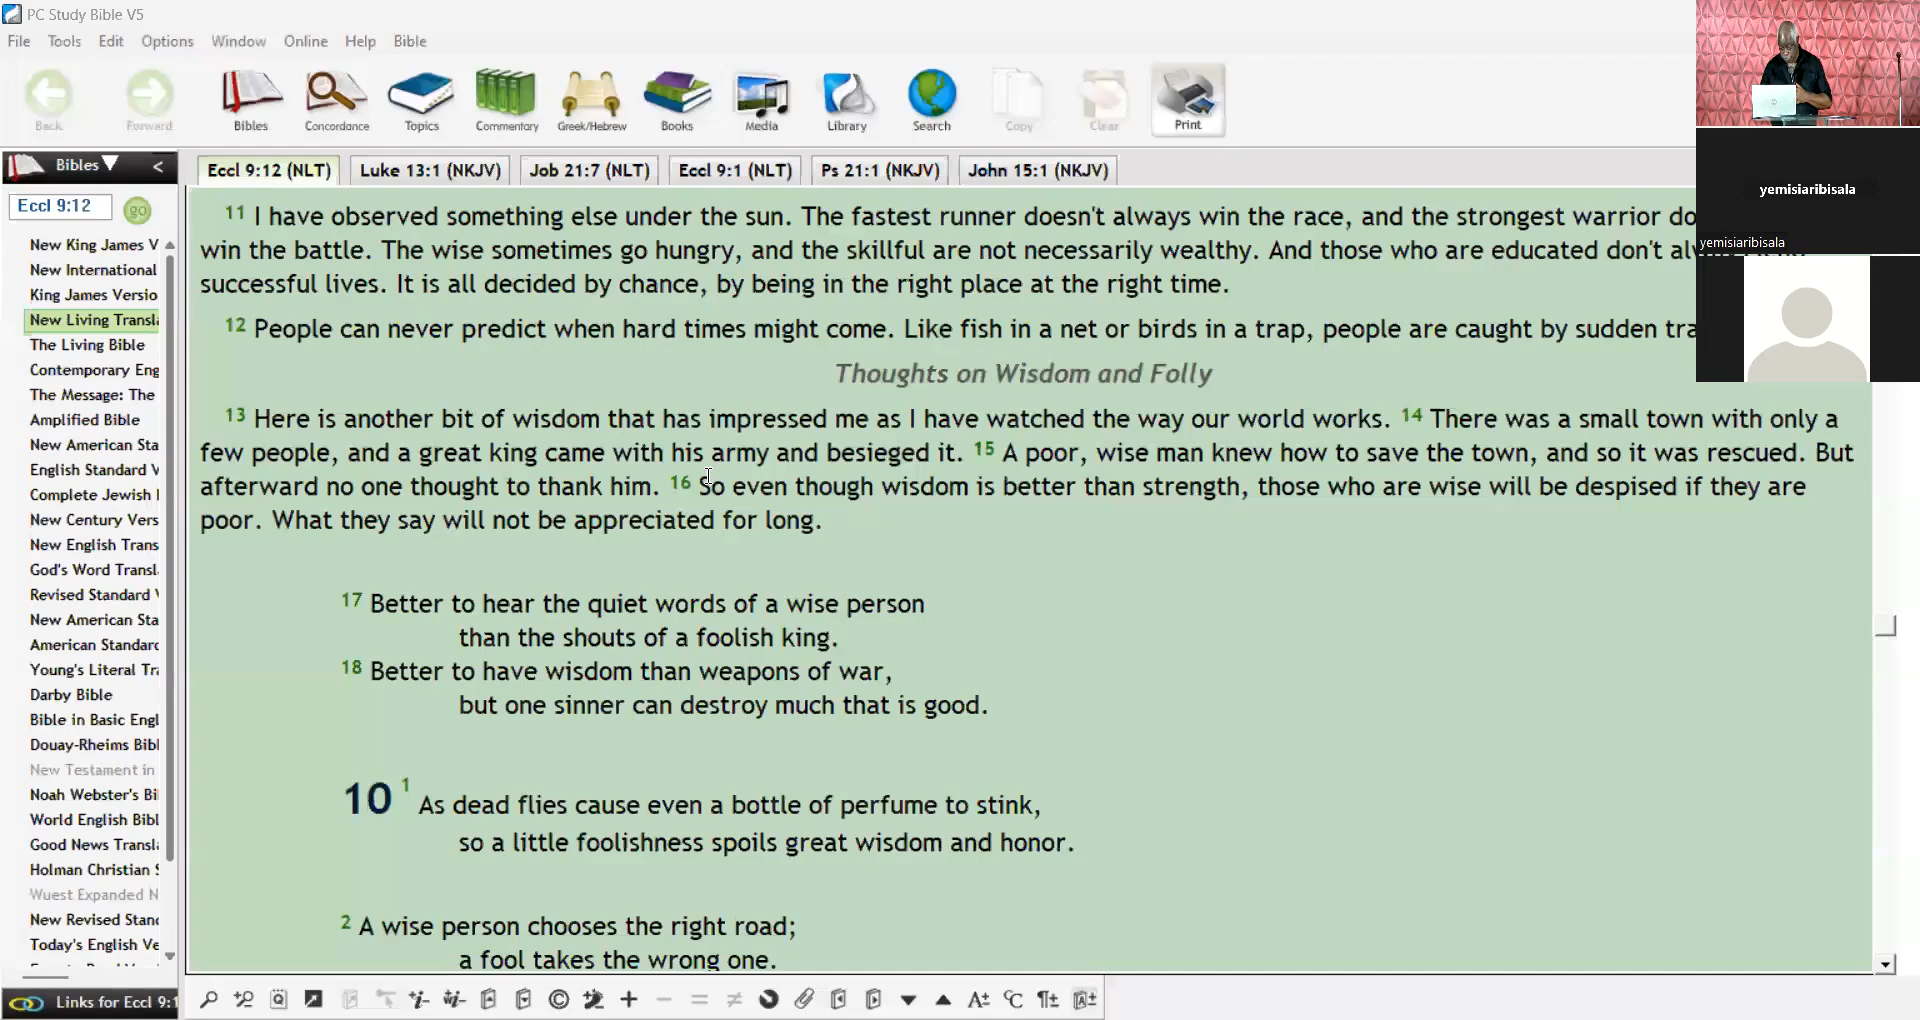 PC Study Bible V5
File Tools Edit Options Window Online Help Bible
Back Forward Bibles Concordance Topics Commentary Greek/Hebrew Books Media Library Search Copy Clear Print
Bibles
<
Eccl 9:12 (NLT) Luke 13:1 (NKJV) Job 21:7 (NLT) Eccl 9:1 (NLT) Ps 21:1 (NKJV) John 15:1 (NKJV)
Eccl 9:12 go
New King James V
New International
King James Versio
New Living Transla
The Living Bible
Contemporary Eng
The Message: The
Amplified Bible
New American Sta
English Standard V
Complete Jewish
New Century Vers
New English Trans
God's Word Transl
Revised Standard
New American Sta
American Standard
Young's Literal Tra
Darby Bible
Bible in Basic Engl
Douay-Rheims Bibl
New Testament in
Noah Webster's Bi
World English Bibl
Good News Transla
Holman Christian S
Wuest Expanded N
New Revised Stand
Today's English Ve
Links for Eccl 9:1
11 I have observed something else under the sun. The fastest runner doesn't always win the race, and the strongest warrior do
win the battle. The wise sometimes go hungry, and the skillful are not necessarily wealthy. And those who are educated don't al
successful lives. It is all decided by chance, by being in the right place at the right time.
12 People can never predict when hard times might come. Like fish in a net or birds in a trap, people are caught by sudden tra
Thoughts on Wisdom and Folly
13 Here is another bit of wisdom that has impressed me as I have watched the way our world works. 14 There was a small town with only a
few people, and a great king came with his army and besieged it. 15 A poor, wise man knew how to save the town, and so it was rescued. But
afterward no one thought to thank him. 16 So even though wisdom is better than strength, those who are wise will be despised if they are
poor. What they say will not be appreciated for long.
17 Better to hear the quiet words of a wise person
than the shouts of a foolish king.
18 Better to have wisdom than weapons of war,
but one sinner can destroy much that is good.
10 1 As dead flies cause even a bottle of perfume to stink,
so a little foolishness spoils great wisdom and honor.
2 A wise person chooses the right road;
a fool takes the wrong one.
yemisiaribisala
yemisiaribisala